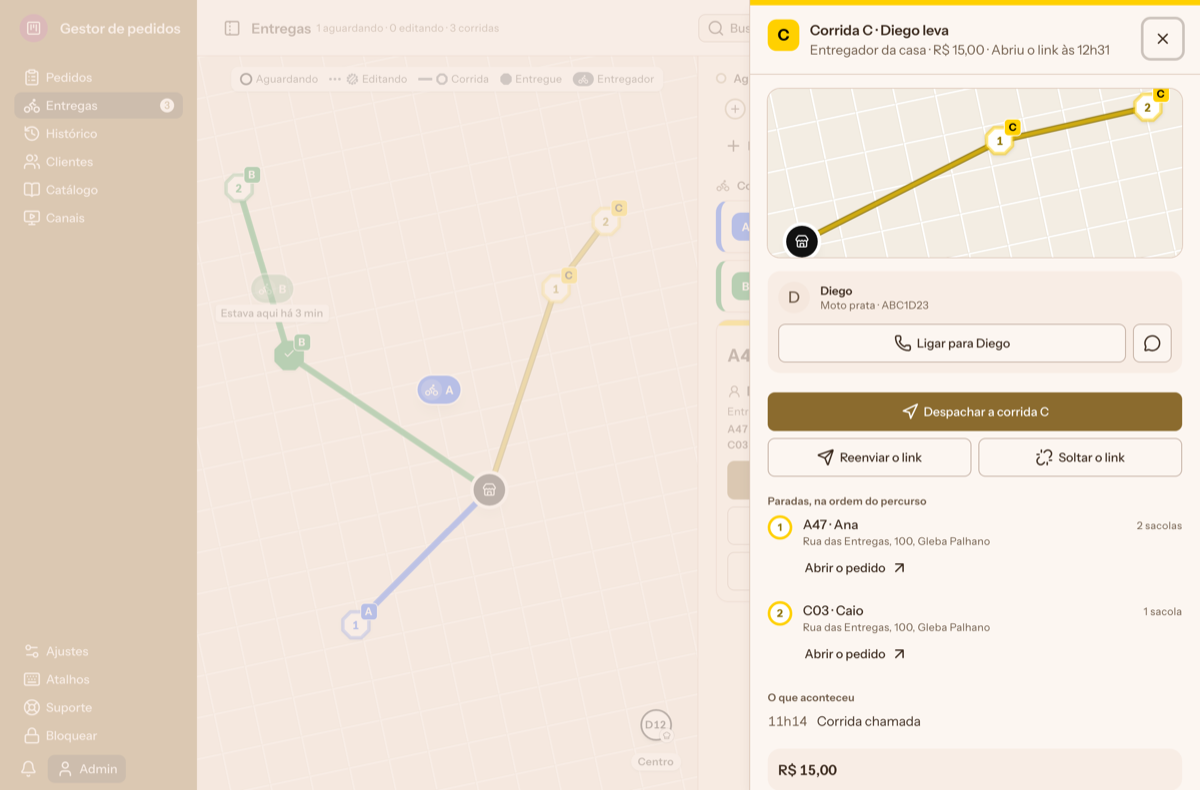 Gestor de pedidos
Pedidos
Entregas 3
Histórico
Clientes
Catálogo
Canais
Ajustes
Atalhos
Suporte
Bloquear
Admin
Entregas 1 aguardando · 0 editando · 3 corridas
Aguardando Editando Corrida Entregue Entregador
B
2
B
Estava aqui há 3 min
B
C
2
C
1
A
A
1
D12
Centro
A
B
A47
C03
C
Corrida C · Diego leva
Entregador da casa · R$ 15,00 · Abriu o link às 12h31
C
2
C
1
D
Diego
Moto prata · ABC1D23
Ligar para Diego
Despachar a corrida C
Reenviar o link
Soltar o link
Paradas, na ordem do percurso
1 A47 · Ana 2 sacolas
Rua das Entregas, 100, Gleba Palhano
Abrir o pedido
2 C03 · Caio 1 sacola
Rua das Entregas, 100, Gleba Palhano
Abrir o pedido
O que aconteceu
11h14 Corrida chamada
R$ 15,00